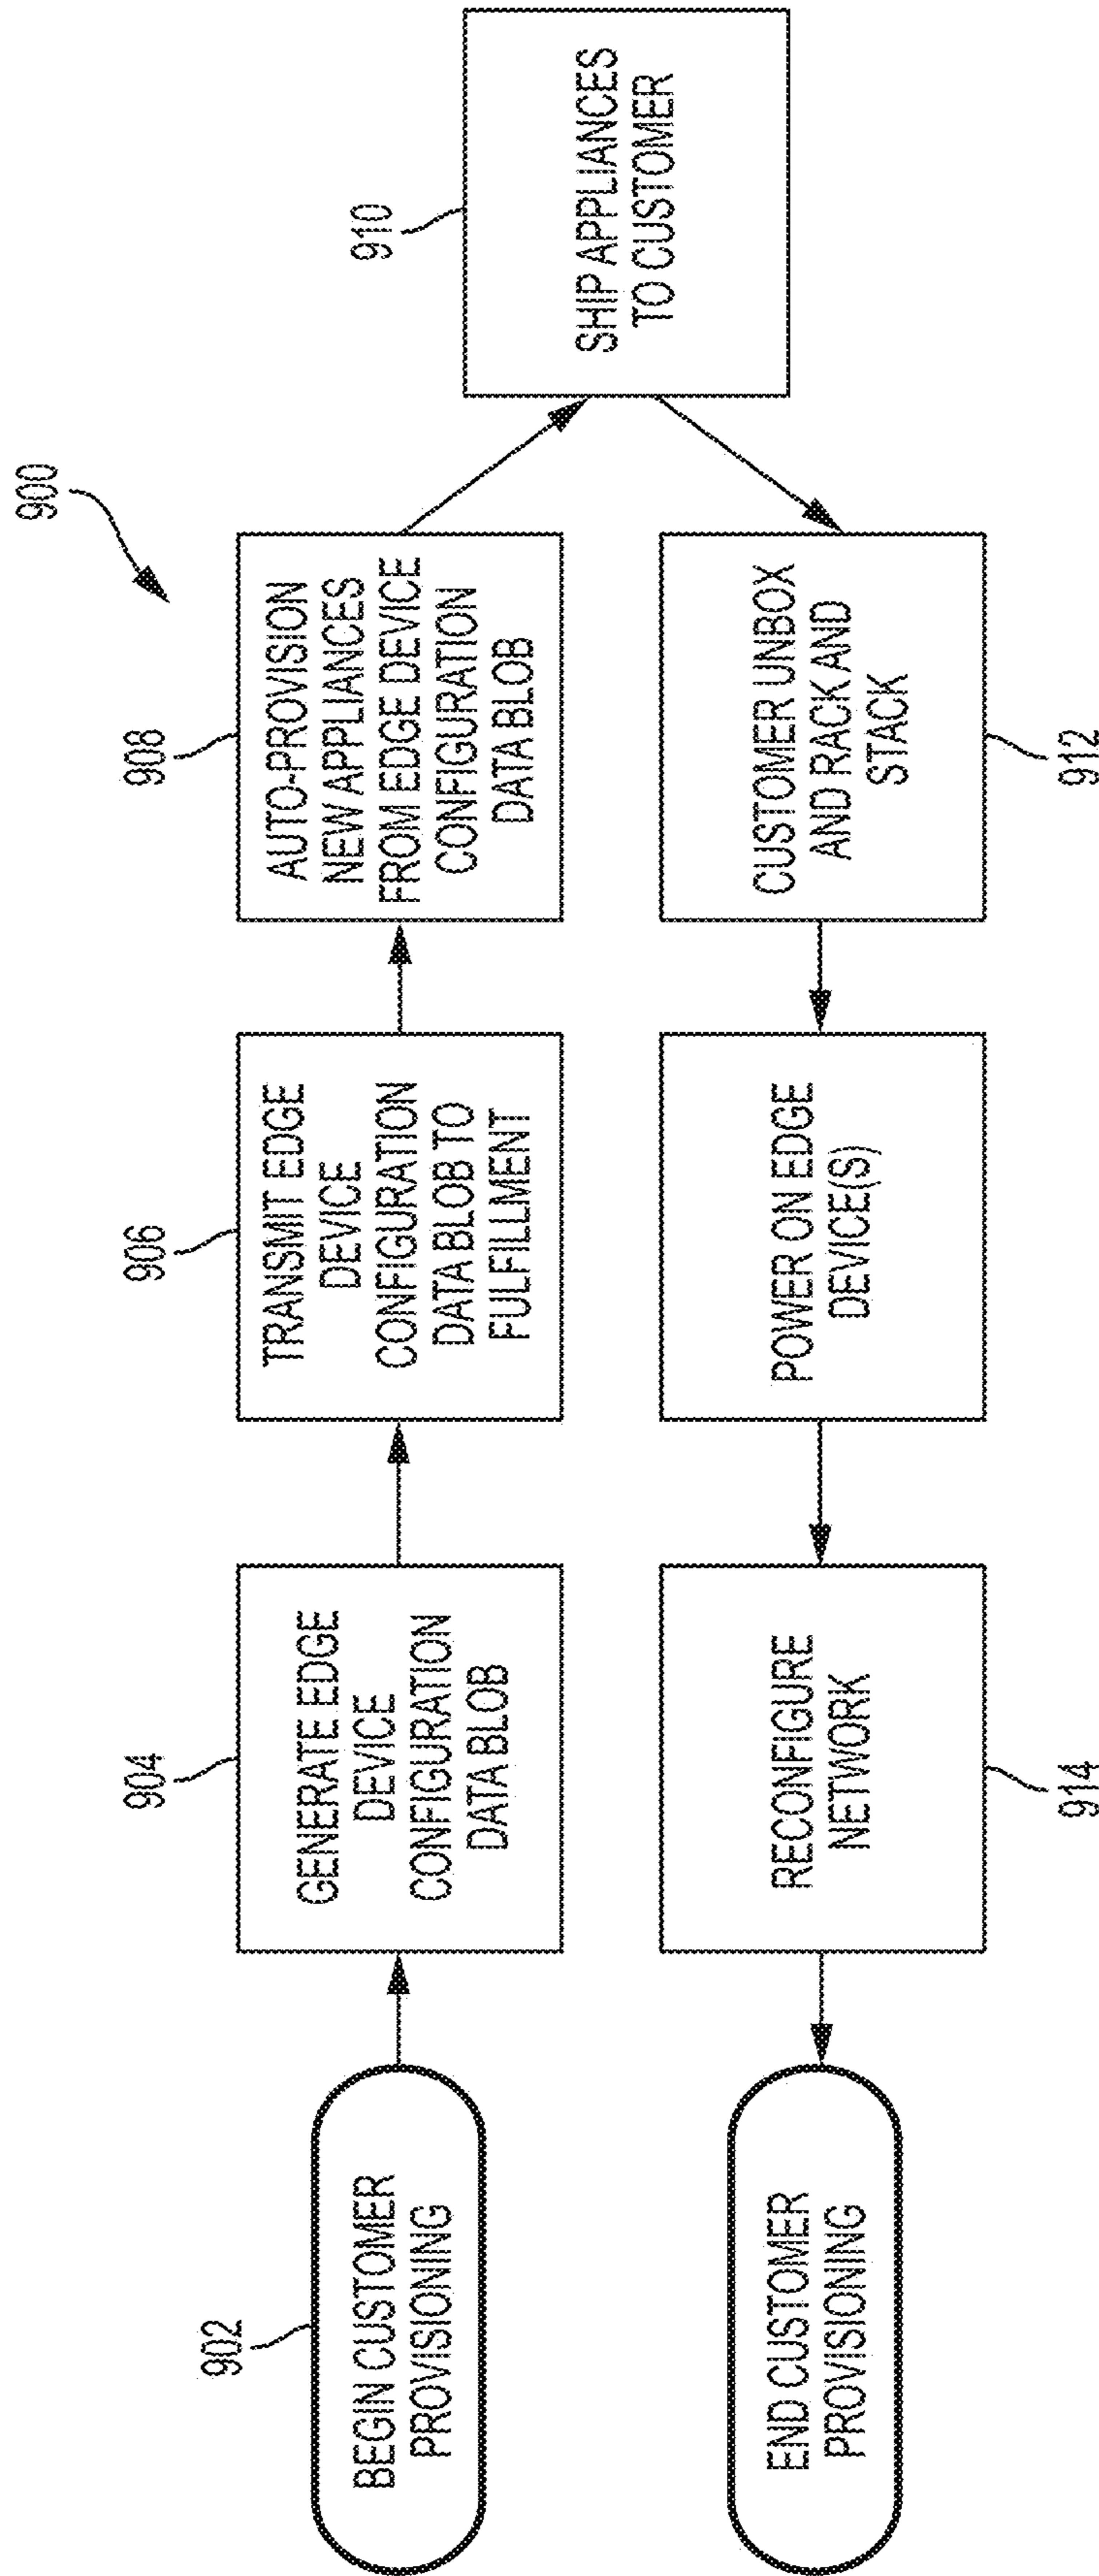 900
902
BEGIN CUSTOMER
PROVISIONING
904
GENERATE EDGE
DEVICE
CONFIGURATION
DATA BLOB
906
TRANSMIT EDGE
DEVICE
CONFIGURATION
DATA BLOB TO
FULFILLMENT
908
AUTO-PROVISION
NEW APPLIANCES
FROM EDGE DEVICE
CONFIGURATION
DATA BLOB
910
SHIP APPLIANCES
TO CUSTOMER
CUSTOMER UNBOX
AND RACK AND
STACK
912
POWER ON EDGE
DEVICE(S)
RECONFIGURE
NETWORK
914
END CUSTOMER
PROVISIONING